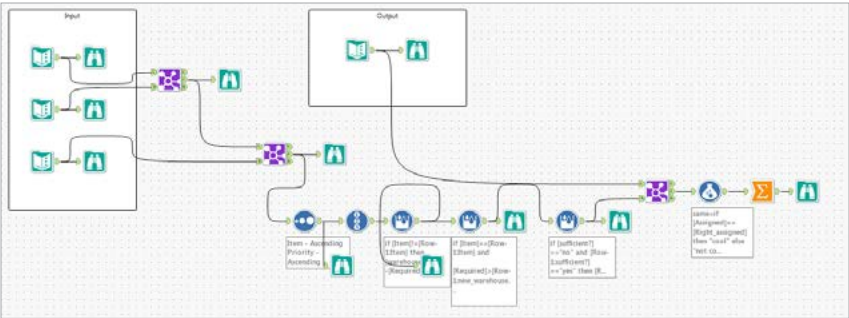 Input
Output
Item - Ascending
Priority -
Ascending
if [Item]!=[Row-
1:Item] then
[warehouse
-[Required
if [Item]==[Row-
1:Item] and
[Required]>[Row-
1:new_warehouse.
..
if [sufficient?]
=="no" and [Row-
1:sufficient?]
=="yes" then [R...
same=if
[Assigned]==
[Right_assigned]
then "cool" else
"not co...